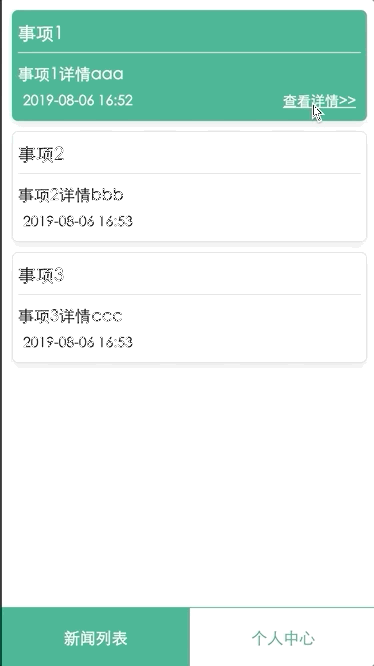 事项1
事项1详情aaa
2019-08-06 16:52
查看详情>>
事项2
事项2详情bbb
2019-08-06 16:53
事项3
事项3详情ccc
2019-08-06 16:53
新闻列表
个人中心